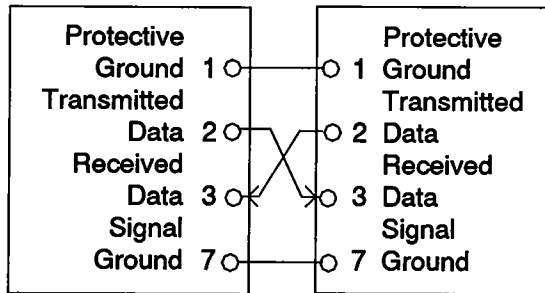 Protective
Ground 1
Transmitted
Data 2
Received
Data 3
Signal
Ground 7
Protective
1 Ground
Transmitted
2 Data
Received
3 Data
Signal
7 Ground